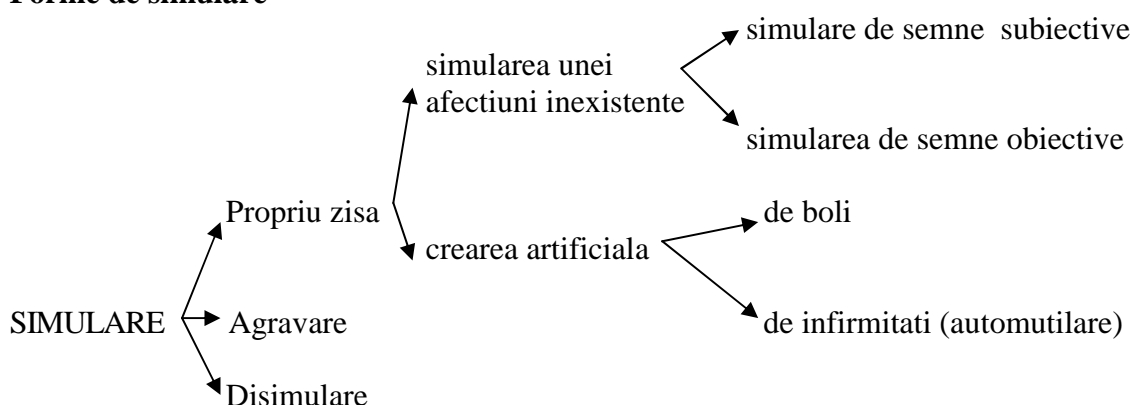 Forme de simulare
simulare de semne subiective
simularea unei
afectiuni inexistente
simularea de semne obiective
Propriu zisa
de boli
crearea artificiala
SIMULARE
Agravare
de infirmitati (automutilare)
Disimulare